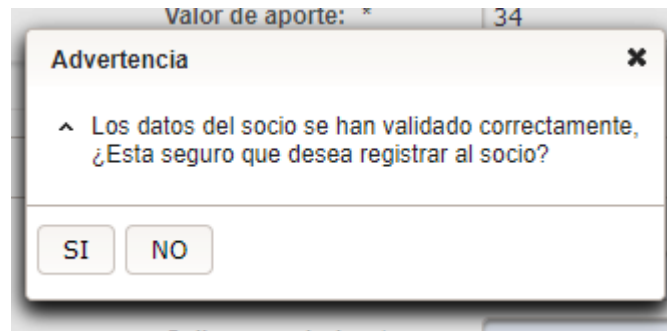 Valor de aporte: * 34
Advertencia
Los datos del socio se han validado correctamente,
¿Esta seguro que desea registrar al socio?
SI NO